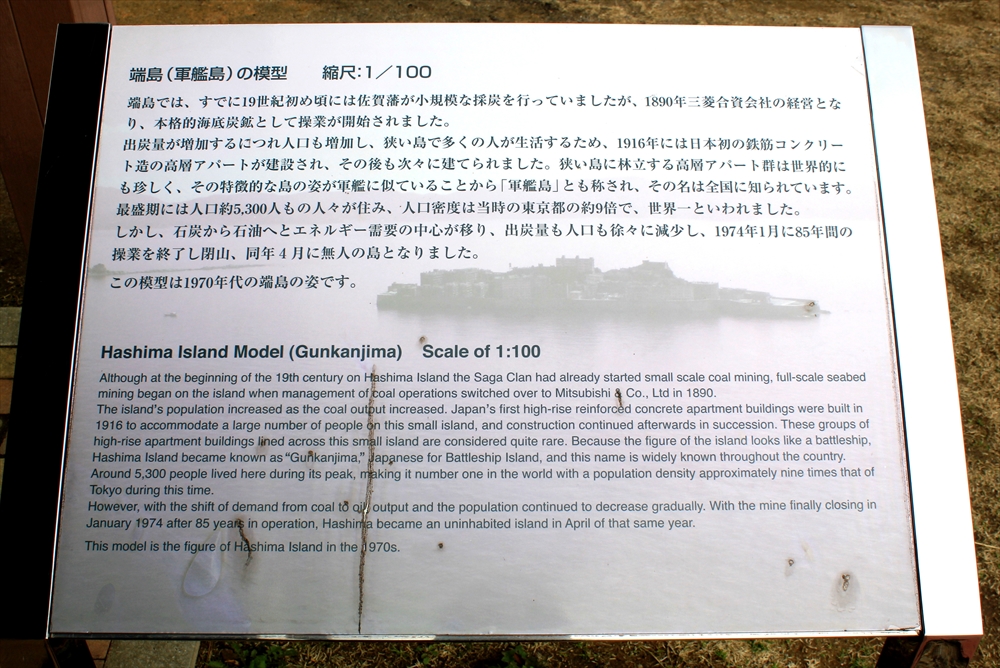 端島(軍艦島)の模型　縮尺:1／100
端島では、すでに19世紀初め頃には佐賀藩が小規模な採炭を行っていましたが、1890年三菱合資会社の経営とな
り、本格的海底炭鉱として操業が開始されました。
出炭量が増加するにつれ人口も増加し、狭い島で多くの人が生活するため、1916年には日本初の鉄筋コンクリー
ト造の高層アパートが建設され、その後も次々に建てられました。狭い島に林立する高層アパート群は世界的に
も珍しく、その特徴的な島の姿が軍艦に似ていることから「軍艦島」とも称され、その名は全国に知られています。
最盛期には人口約5,300人もの人々が住み、人口密度は当時の東京都の約9倍で、世界一といわれました。
しかし、石炭から石油へとエネルギー需要の中心が移り、出炭量も人口も徐々に減少し、1974年1月に85年間の
操業を終了し閉山、同年4月に無人の島となりました。
この模型は1970年代の端島の姿です。
Hashima Island Model (Gunkanjima)　Scale of 1:100
Although at the beginning of the 19th century on Hashima Island the Saga Clan had already started small scale coal mining, full-scale seabed
mining began on the island when management of coal operations switched over to Mitsubishi & Co., Ltd in 1890.
The island's population increased as the coal output increased. Japan's first high-rise reinforced concrete apartment buildings were built in
1916 to accommodate a large number of people on this small island, and construction continued afterwards in succession. These groups of
high-rise apartment buildings lined across this small island are considered quite rare. Because the figure of the island looks like a battleship,
Hashima Island became known as "Gunkanjima," Japanese for Battleship Island, and this name is widely known throughout the country.
Around 5,300 people lived here during its peak, making it number one in the world with a population density approximately nine times that of
Tokyo during this time.
However, with the shift of demand from coal to oil, output and the population continued to decrease gradually. With the mine finally closing in
January 1974 after 85 years in operation, Hashima became an uninhabited island in April of that same year.
This model is the figure of Hashima Island in the 1970s.